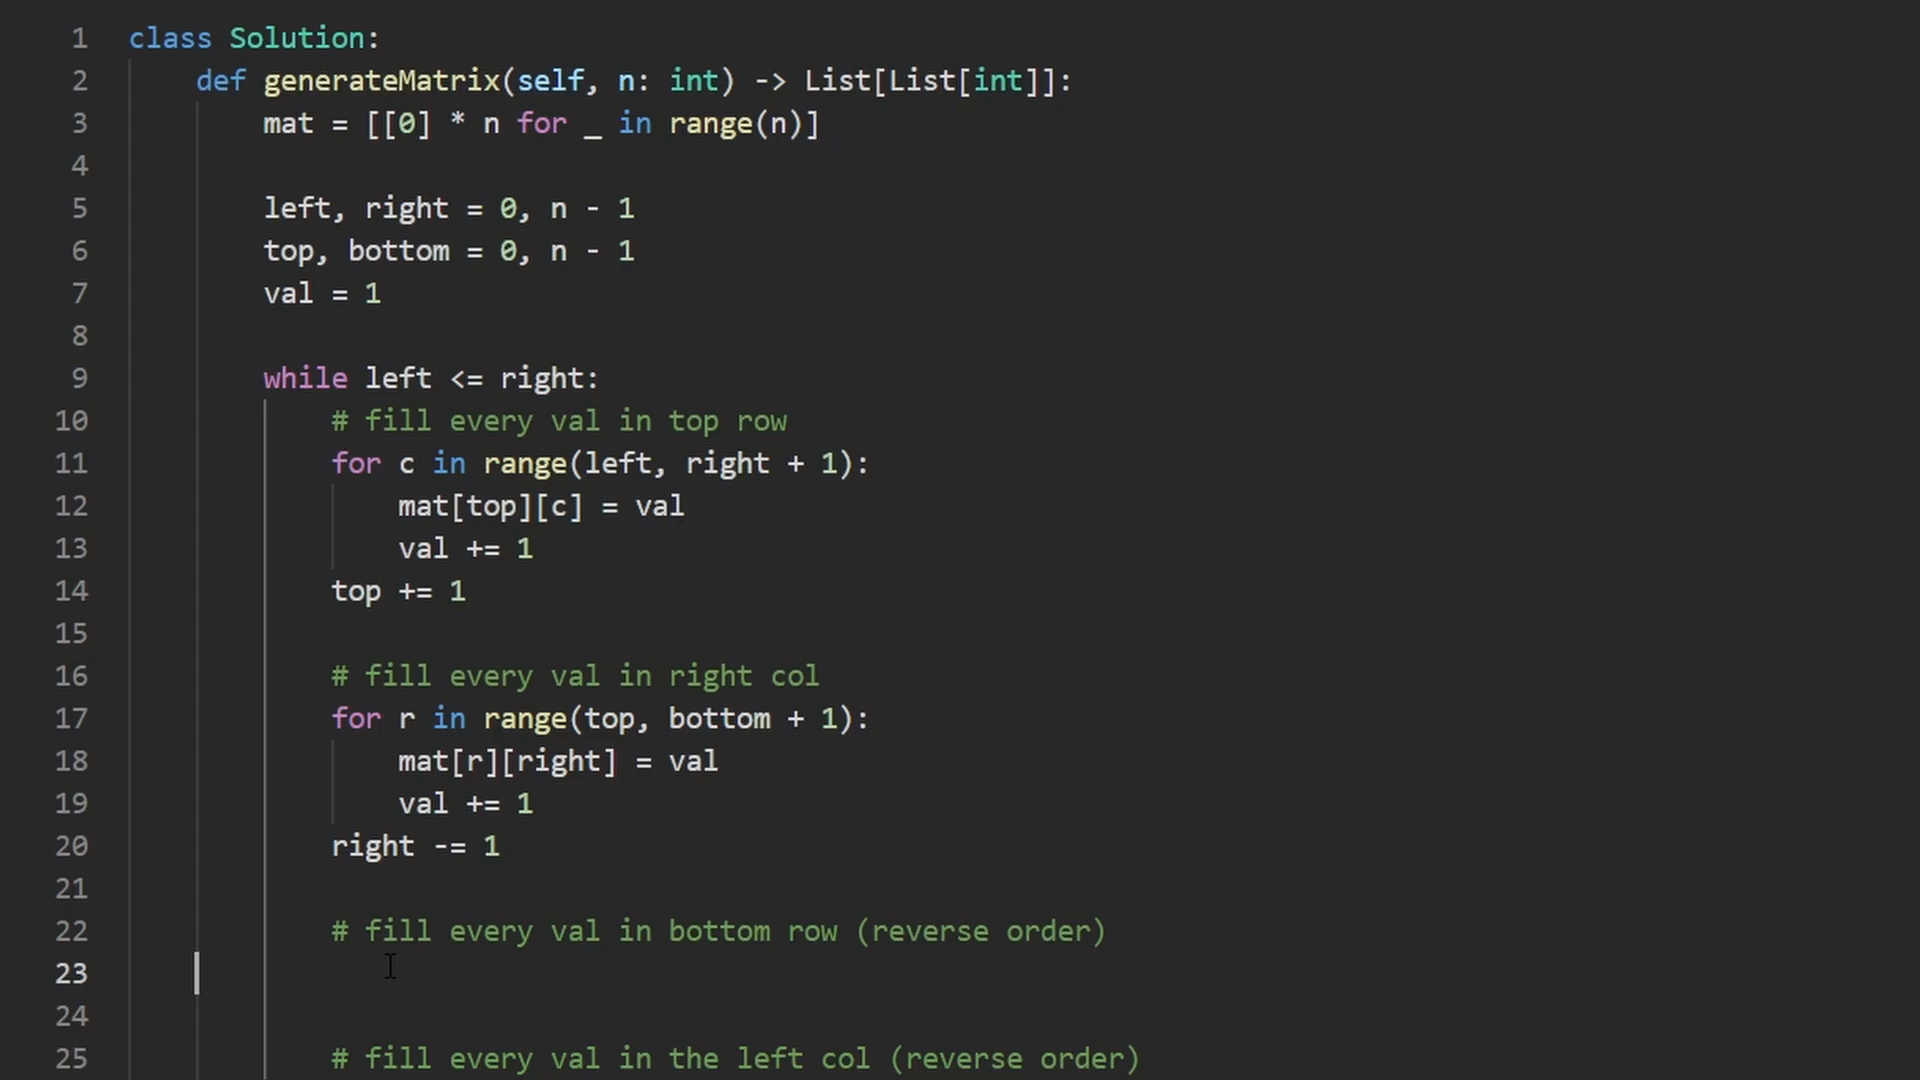 1 class Solution:
2 def generateMatrix(self, n: int) -> List[List[int]]:
3 mat = [[0] * n for _ in range(n)]
4
5 left, right = 0, n - 1
6 top, bottom = 0, n - 1
7 val = 1
8
9 while left <= right:
10 # fill every val in top row
11 for c in range(left, right + 1):
12 mat[top][c] = val
13 val += 1
14 top += 1
15
16 # fill every val in right col
17 for r in range(top, bottom + 1):
18 mat[r][right] = val
19 val += 1
20 right -= 1
21
22 # fill every val in bottom row (reverse order)
23
24
25 # fill every val in the left col (reverse order)